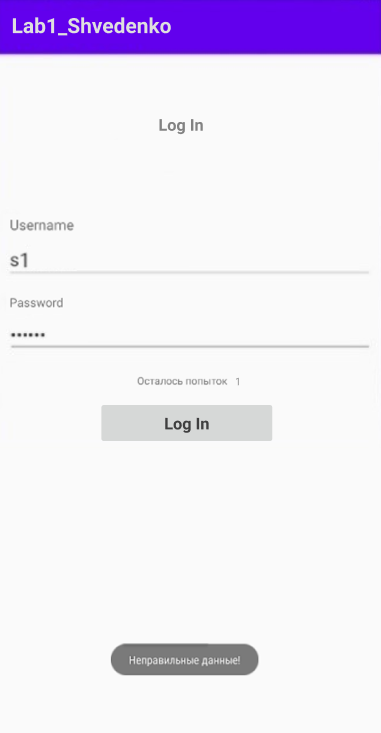 Lab1_Shvedenko
Log In
Username
s1
Password
••••••
Осталось попыток 1
Log In
Неправильные данные!